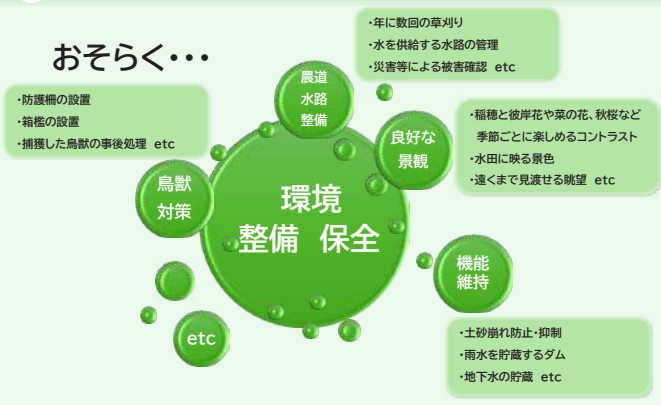 おそらく・・・
・年に数回の草刈り
・水を供給する水路の管理
・災害等による被害確認 etc
農道
水路
整備
・防護柵の設置
・箱檻の設置
・捕獲した鳥獣の事後処理 etc
・稲穂と彼岸花や菜の花、秋桜など
季節ごとに楽しめるコントラスト
・水田に映る景色
・遠くまで見渡せる眺望 etc
良好な
景観
鳥獣
対策
環境
整備 保全
機能
維持
etc
・土砂崩れ防止・抑制
・雨水を貯蔵するダム
・地下水の貯蔵 etc